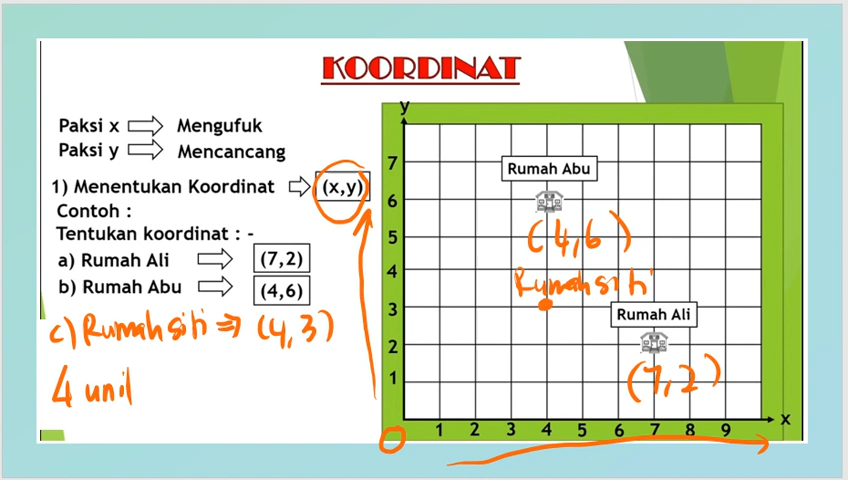 KOORDINAT
Paksi x ⇨ Mengufuk
Paksi y ⇨ Mencancang
1) Menentukan Koordinat ⇨ (x,y)
Contoh :
Tentukan koordinat : -
a) Rumah Ali ⇨ (7,2)
b) Rumah Abu ⇨ (4,6)
c) Rumah siti ⇒ (4,3)
4 unit
y
7
6
5
4
3
2
1
Rumah Abu
(4,6)
Rumah siti
Rumah Ali
(7,2)
0
1 2 3 4 5 6 7 8 9
x